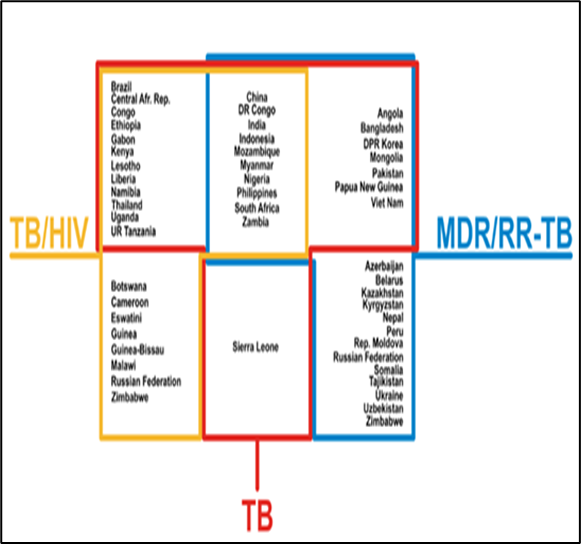 Brazil
Central Afr. Rep.
Congo
Ethiopia
Gabon
Kenya
Lesotho
Liberia
Namibia
Thailand
Uganda
UR Tanzania
China
DR Congo
India
Indonesia
Mozambique
Myanmar
Nigeria
Philippines
South Africa
Zambia
Angola
Bangladesh
DPR Korea
Mongolia
Pakistan
Papua New Guinea
Viet Nam
TB/HIV
MDR/RR-TB
Botswana
Cameroon
Eswatini
Guinea
Guinea-Bissau
Malawi
Russian Federation
Zimbabwe
Sierra Leone
Azerbaijan
Belarus
Kazakhstan
Kyrgyzstan
Nepal
Peru
Rep. Moldova
Russian Federation
Somalia
Tajikistan
Ukraine
Uzbekistan
Zimbabwe
TB